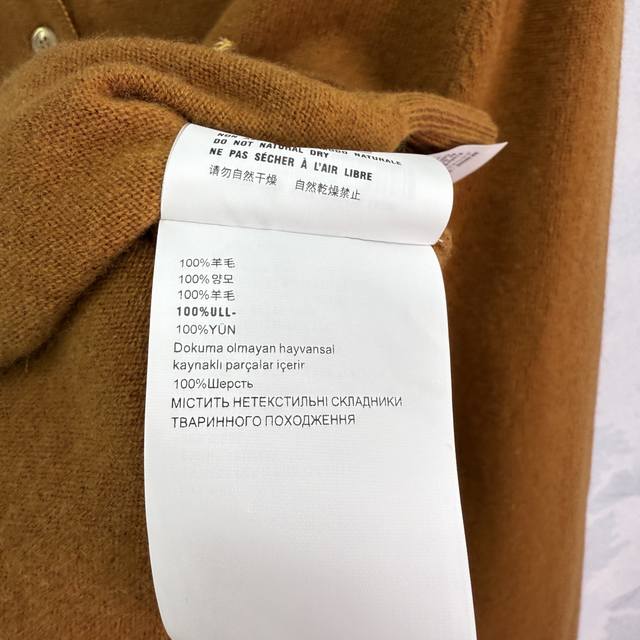 DO NOT NATURAL DRY
NE PAS SÉCHER À L'AIR LIBRE
请勿自然干燥 自然乾燥禁止
100%羊毛
100%양모
100%羊毛
100%ULL-
100%YÜN
Dokuma olmayan hayvansal
kaynaklı parçalar içerir
100%Шерсть
МІСТИТЬ НЕТЕКСТИЛЬНІ СКЛАДНИКИ
ТВАРИННОГО ПОХОДЖЕННЯ